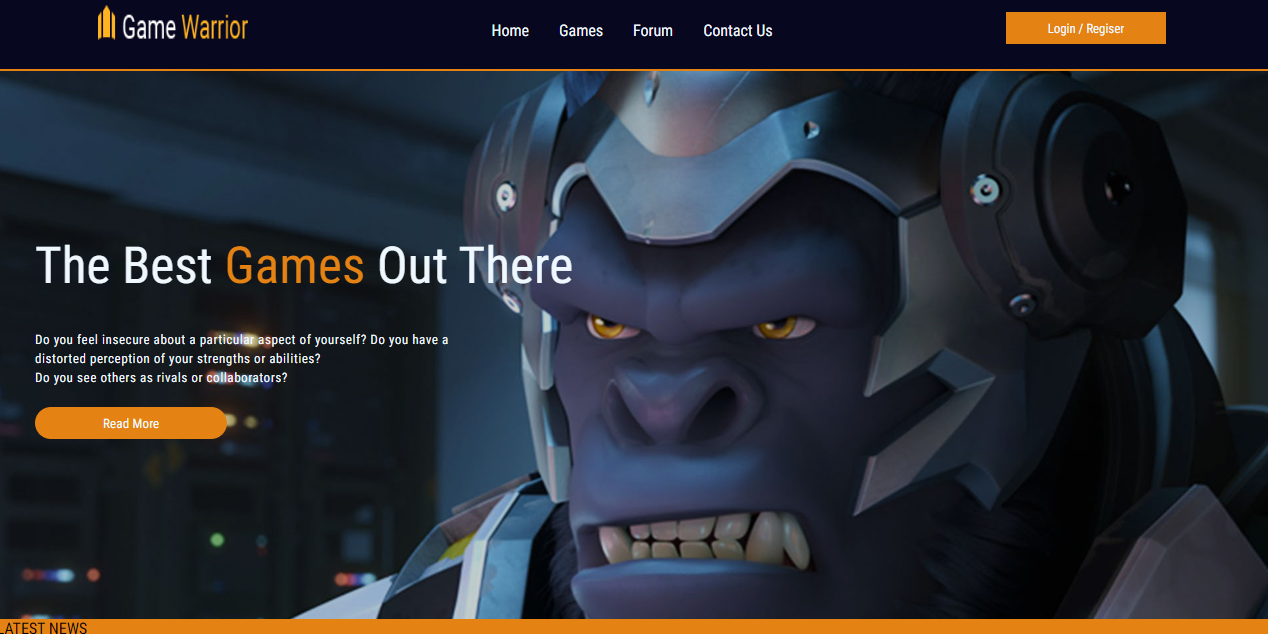 Game Warrior
Home
Games
Forum
Contact Us
Login / Regiser
The Best Games Out There
Do you feel insecure about a particular aspect of yourself? Do you have a
distorted perception of your strengths or abilities?
Do you see others as rivals or collaborators?
Read More
LATEST NEWS